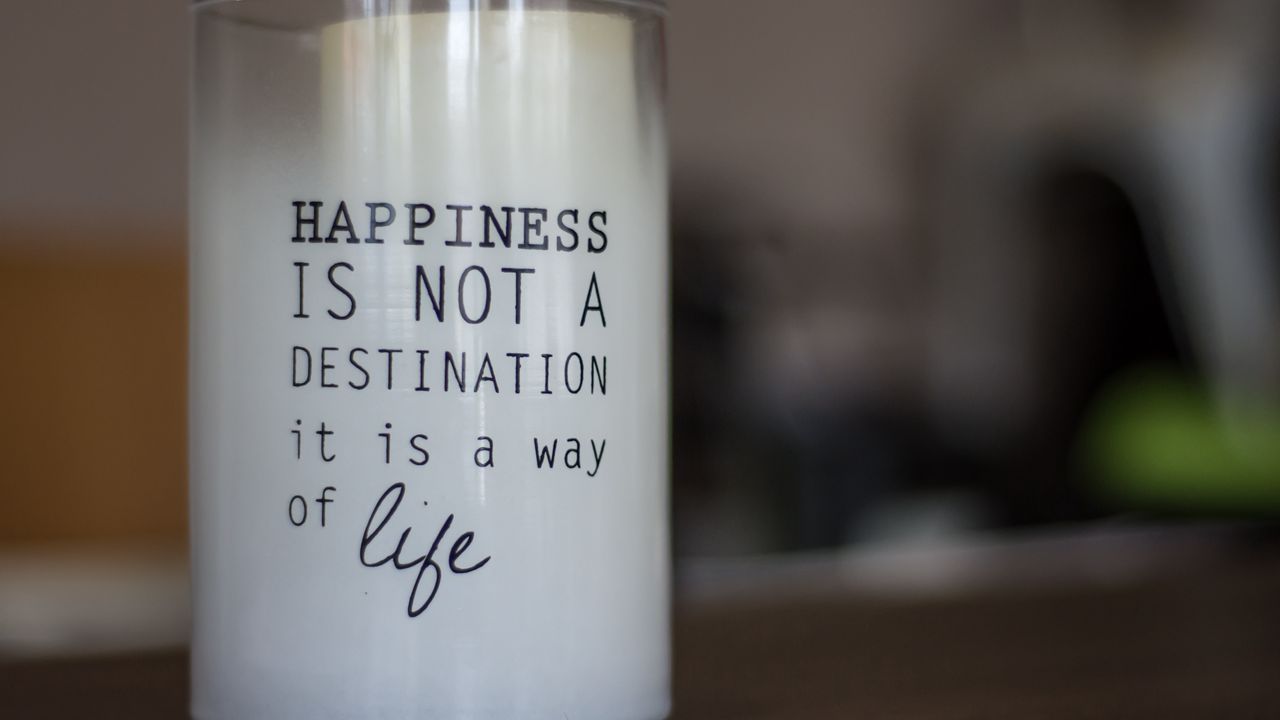 HAPPINESS
IS NOT A
DESTINATION
it is a way
of life